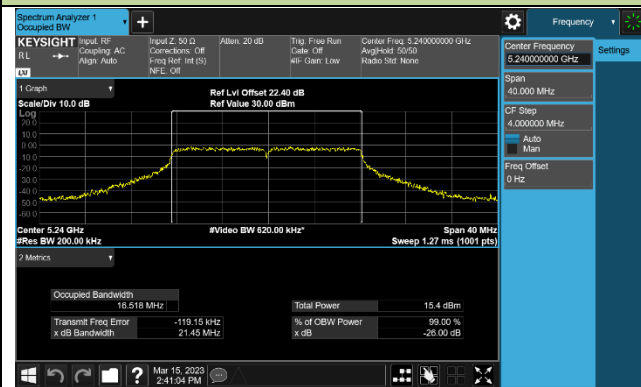 Spectrum Analyzer 1
Occupied BW
Frequency
KEYSIGHT
RL
Input: RF
Coupling: AC
Align: Auto
Input Z: 50 Ω
Corrections: Off
Freq Ref: Int (S)
NFE: Off
Atten: 20 dB
Trig: Free Run
Gate: Off
#IF Gain: Low
Center Freq: 5.240000000 GHz
Avg|Hold: 50/50
Radio Std: None
LXI
Center Frequency
5.240000000 GHz
Settings
Span
40.000 MHz
CF Step
4.000000 MHz
Auto
Man
Freq Offset
0 Hz
1 Graph
Scale/Div 10.0 dB
Ref Lvl Offset 22.40 dB
Ref Value 30.00 dBm
Log
20.0
10.0
0.00
-10.0
-20.0
-30.0
-40.0
-50.0
-60.0
Center 5.24 GHz
#Video BW 620.00 kHz*
Span 40 MHz
#Res BW 200.00 kHz
Sweep 1.27 ms (1001 pts)
2 Metrics
Occupied Bandwidth
16.518 MHz
Total Power
15.4 dBm
Transmit Freq Error
-119.15 kHz
% of OBW Power
99.00 %
x dB Bandwidth
21.45 MHz
x dB
-26.00 dB
?
Mar 15, 2023
2:41:04 PM